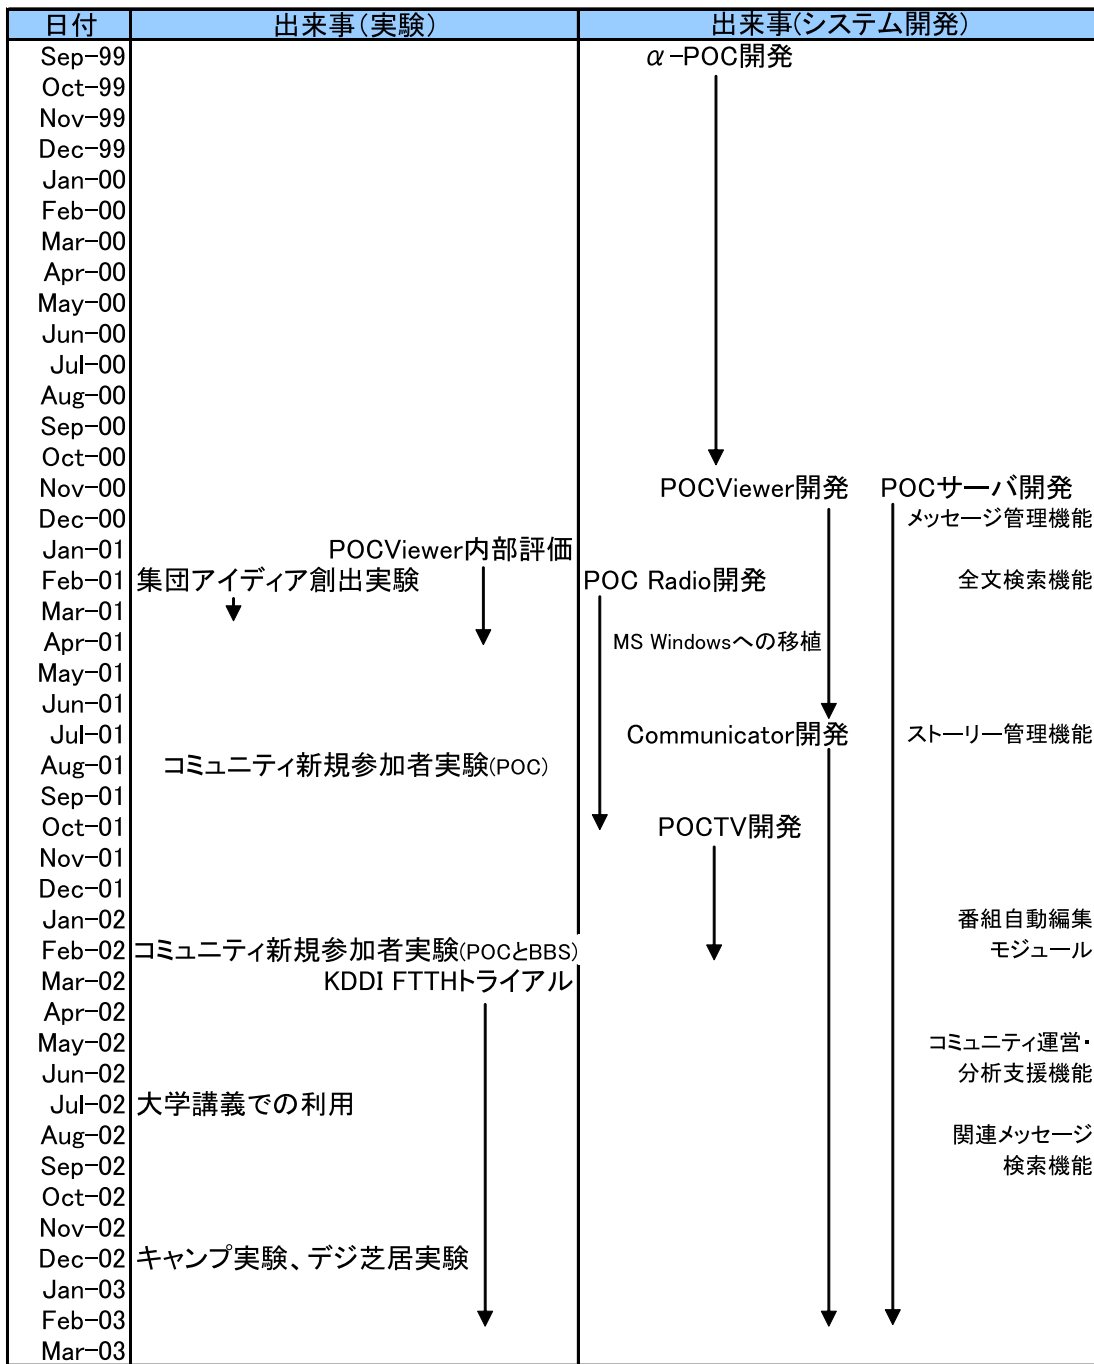 日付 出来事(実験) 出来事(システム開発)
Sep-99 α-POC開発
Oct-99
Nov-99
Dec-99
Jan-00
Feb-00
Mar-00
Apr-00
May-00
Jun-00
Jul-00
Aug-00
Sep-00
Oct-00
Nov-00 POCViewer開発 POCサーバ開発
Dec-00 メッセージ管理機能
Jan-01 POCViewer内部評価
Feb-01 集団アイディア創出実験 POC Radio開発 全文検索機能
Mar-01
Apr-01 MS Windowsへの移植
May-01
Jun-01
Jul-01 Communicator開発 ストーリー管理機能
Aug-01 コミュニティ新規参加者実験(POC)
Sep-01
Oct-01 POCTV開発
Nov-01
Dec-01
Jan-02 番組自動編集
Feb-02 コミュニティ新規参加者実験(POCとBBS) モジュール
Mar-02 KDDI FTTHトライアル
Apr-02
May-02 コミュニティ運営・
Jun-02 分析支援機能
Jul-02 大学講義での利用
Aug-02 関連メッセージ
Sep-02 検索機能
Oct-02
Nov-02
Dec-02 キャンプ実験、デジ芝居実験
Jan-03
Feb-03
Mar-03